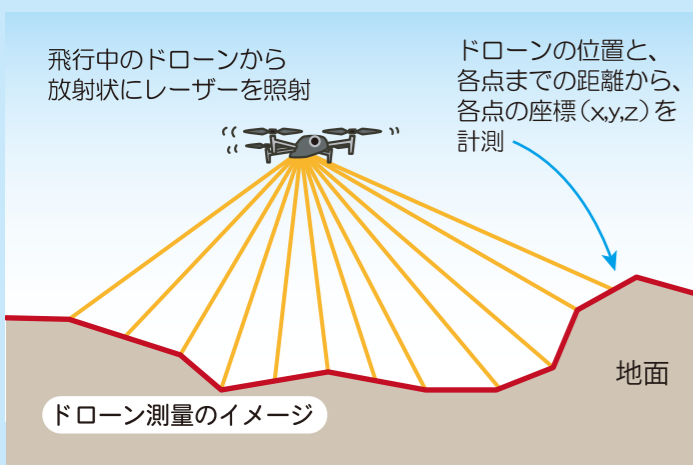 飛行中のドローンから
放射状にレーザーを照射
ドローンの位置と、
各点までの距離から、
各点の座標(x,y,z)を
計測
地面
ドローン測量のイメージ